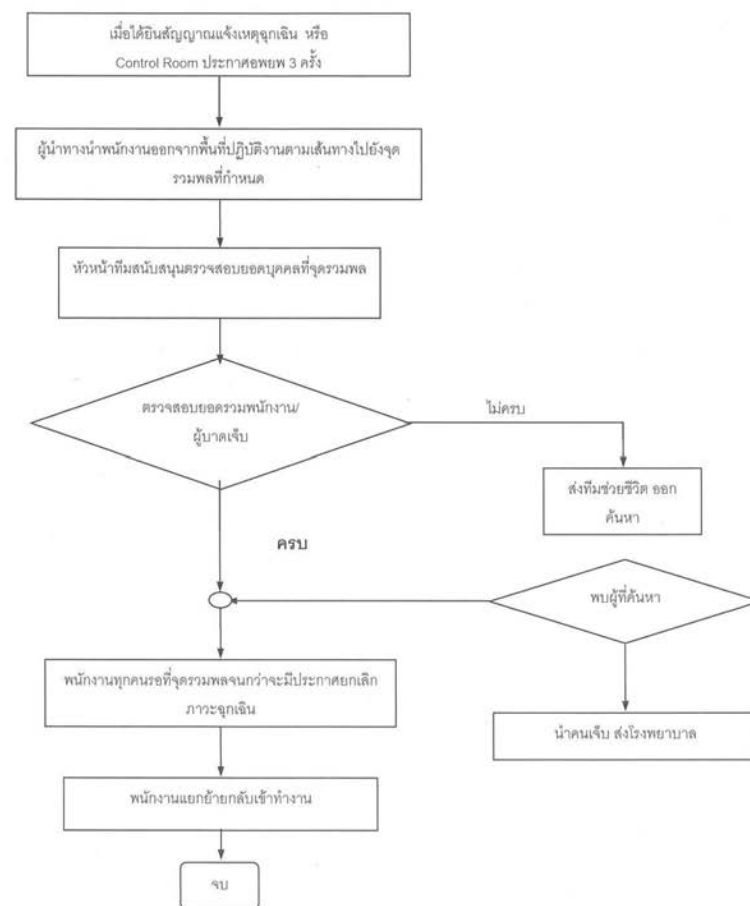 เมื่อได้ยินสัญญาณแจ้งเหตุฉุกเฉิน หรือ
Control Room ประกาศอพยพ 3 ครั้ง
ผู้นำทางนำพนักงานออกจากพื้นที่ปฏิบัติงานตามเส้นทางไปยังจุด
รวมพลที่กำหนด
หัวหน้าทีมสนับสนุนตรวจสอบยอดบุคคลที่จุดรวมพล
ตรวจสอบยอดรวมพนักงาน/
ผู้บาดเจ็บ
ไม่ครบ
ส่งทีมช่วยชีวิต ออก
ค้นหา
ครบ
พบผู้ที่ค้นหา
พนักงานทุกคนรอที่จุดรวมพลจนกว่าจะมีประกาศยกเลิก
ภาวะฉุกเฉิน
นำคนเจ็บ ส่งโรงพยาบาล
พนักงานแยกย้ายกลับเข้าทำงาน
จบ